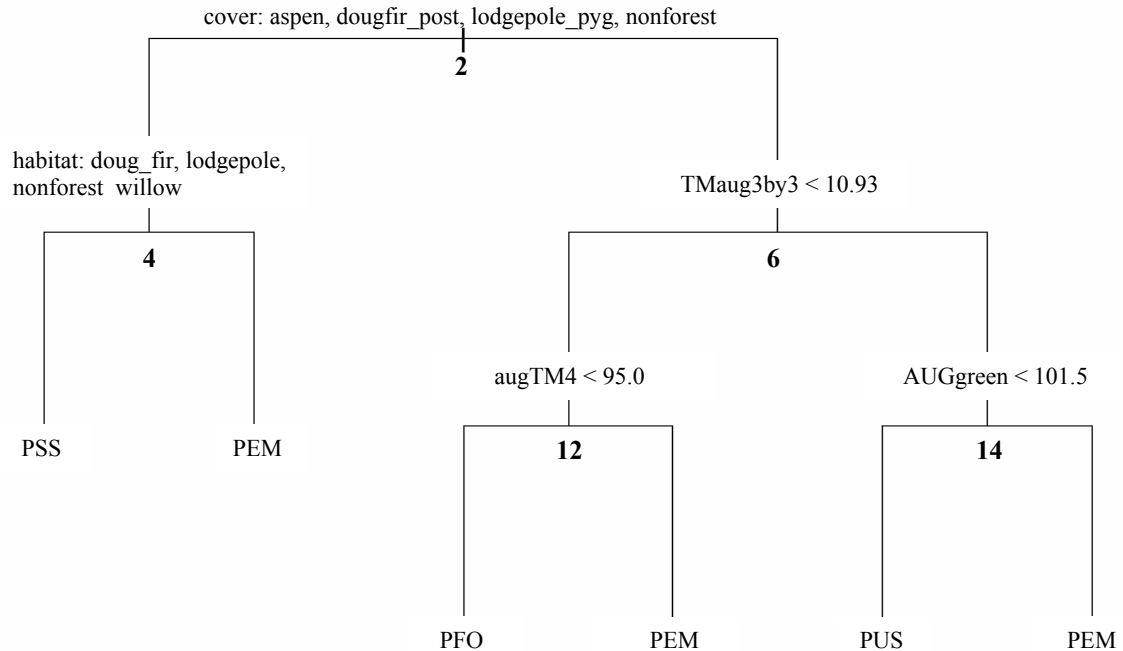 cover: aspen, dougfir_post, lodgepole_pyg, nonforest
2
habitat: doug_fir, lodgepole,
nonforest willow
TMaug3by3 < 10.93
4
6
augTM4 < 95.0
AUGgreen < 101.5
PSS
PEM
12
14
PFO
PEM
PUS
PEM